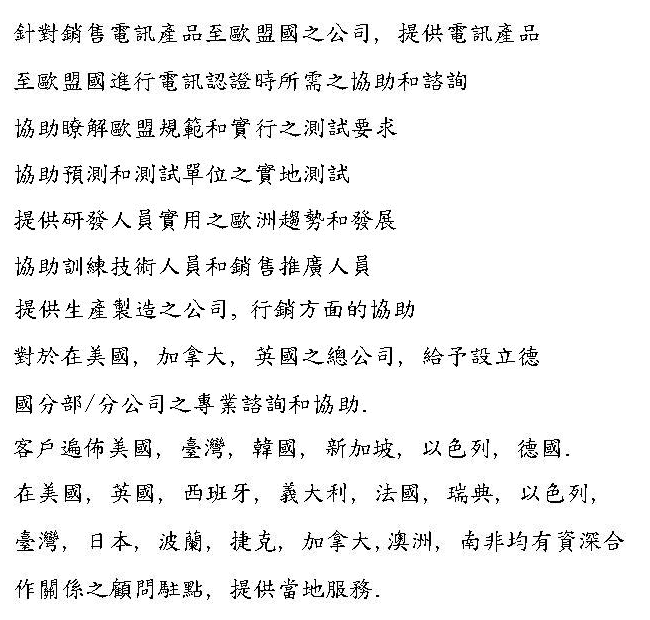 針對銷售電訊產品至歐盟國之公司, 提供電訊產品
至歐盟國進行電訊認證時所需之協助和諮詢
協助瞭解歐盟規範和實行之測試要求
協助預測和測試單位之實地測試
提供研發人員實用之歐洲趨勢和發展
協助訓練技術人員和銷售推廣人員
提供生產製造之公司, 行銷方面的協助
對於在美國, 加拿大, 英國之總公司, 給予設立德
國分部/分公司之專業諮詢和協助.
客戶遍佈美國, 臺灣, 韓國, 新加坡, 以色列, 德國.
在美國, 英國, 西班牙, 義大利, 法國, 瑞典, 以色列,
臺灣, 日本, 波蘭, 捷克, 加拿大,澳洲, 南非均有資深合
作關係之顧問駐點, 提供當地服務.